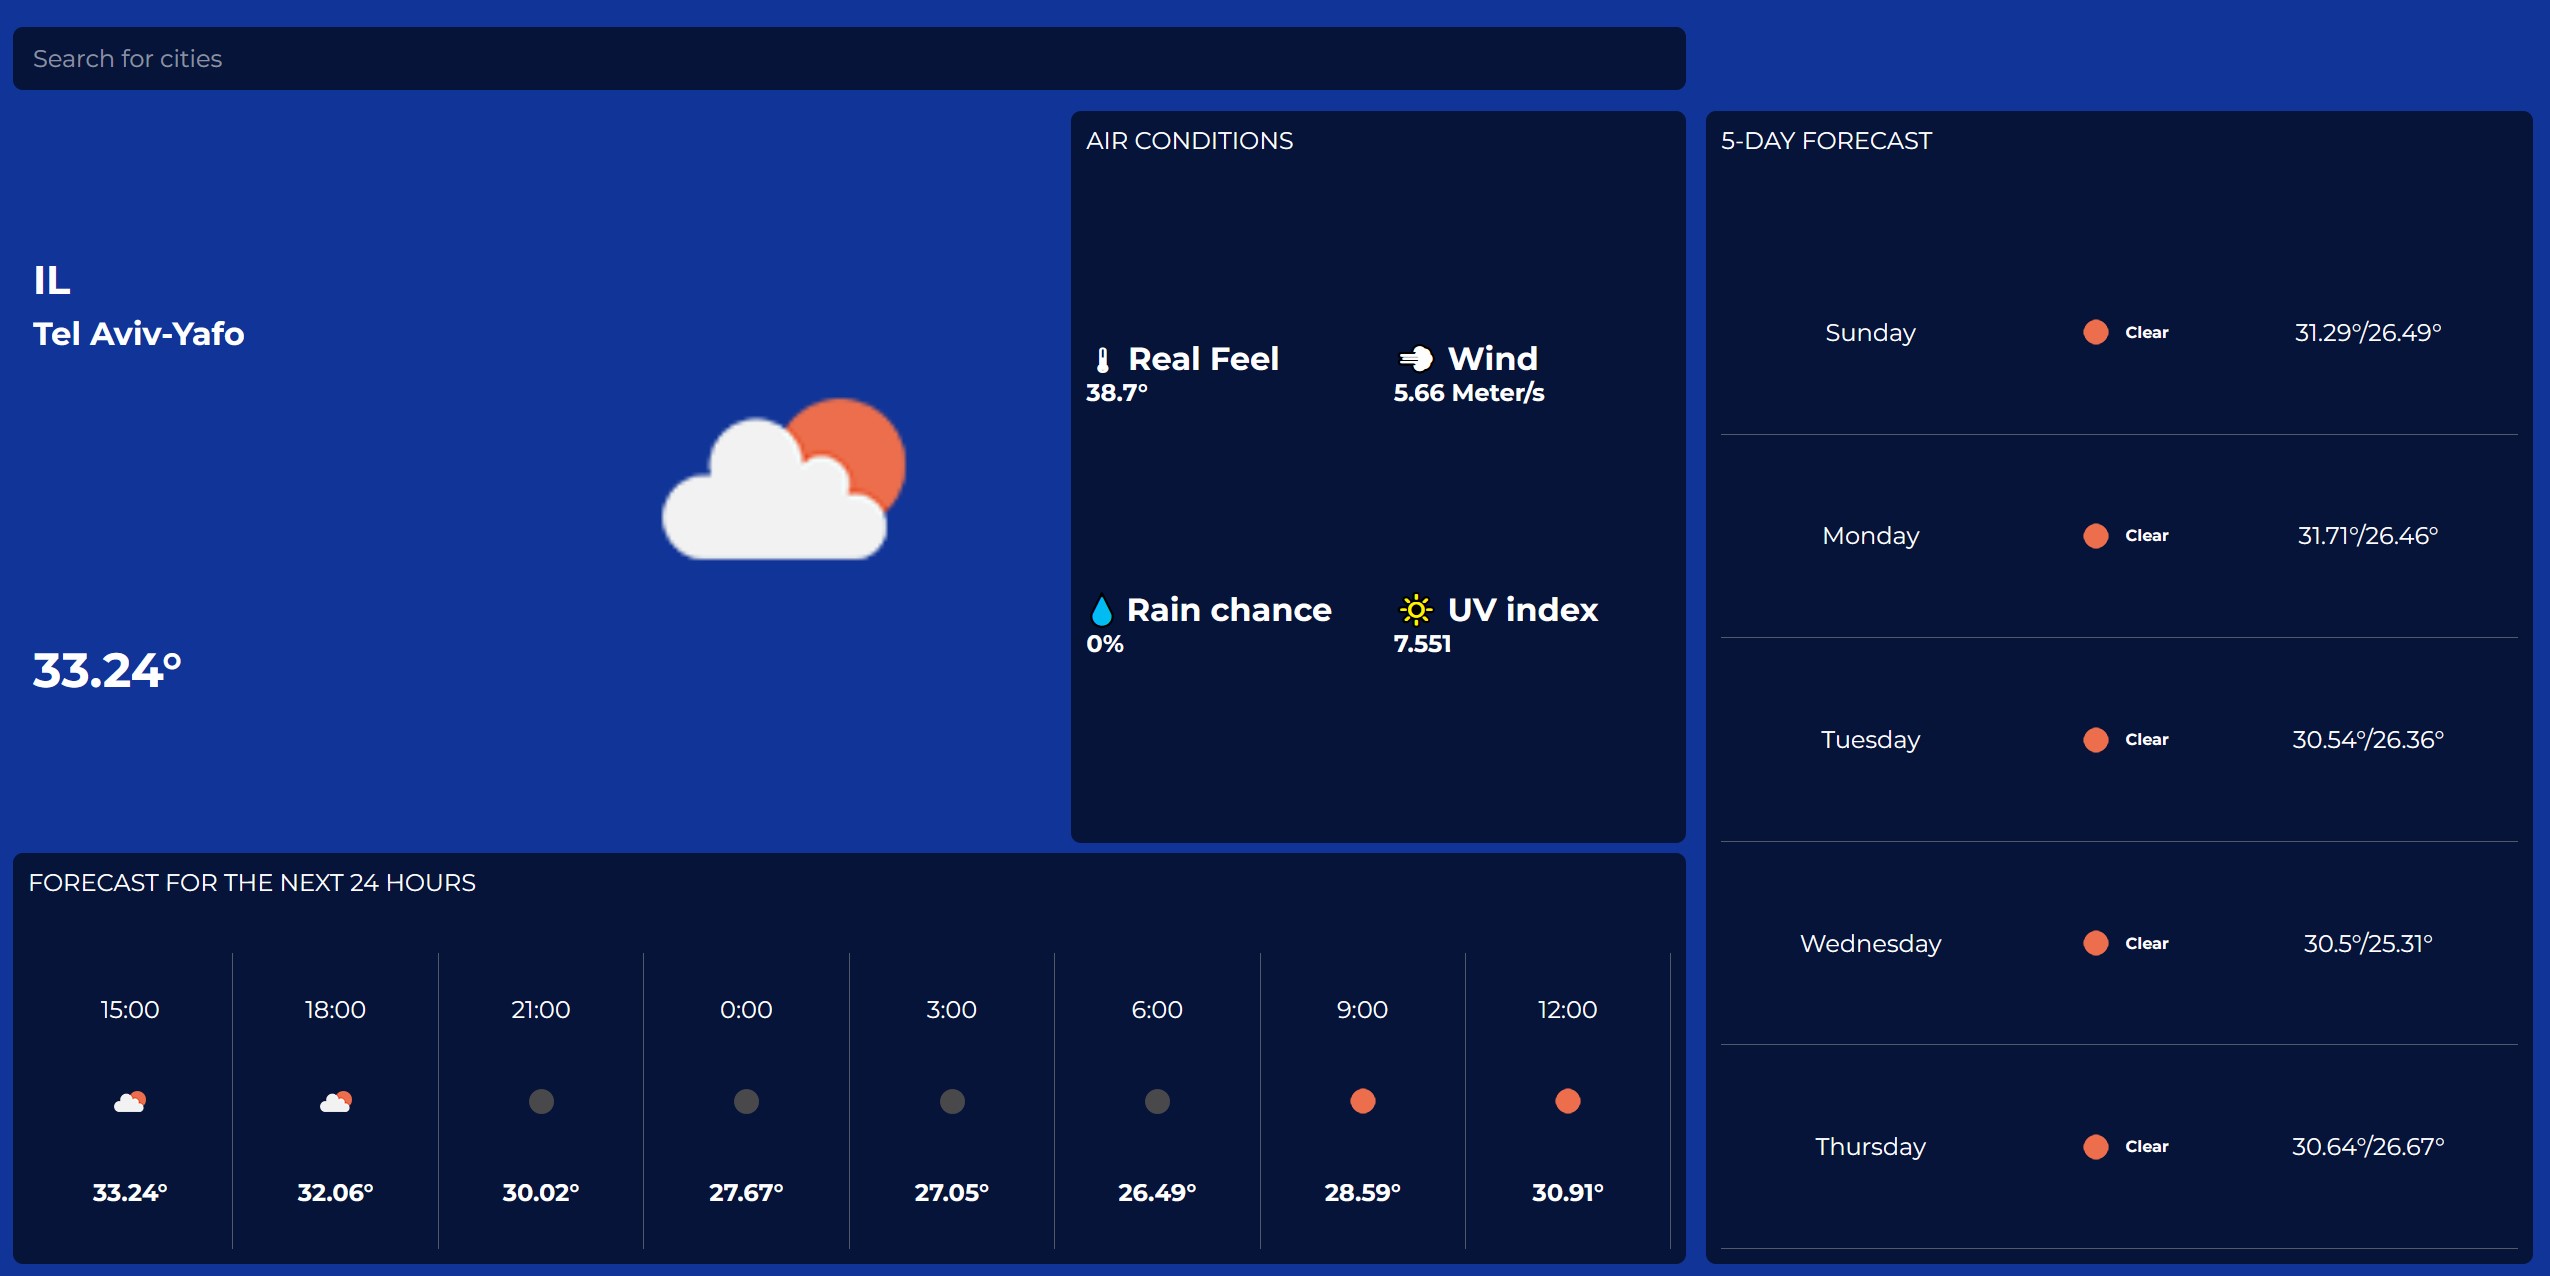 Search for cities
IL
Tel Aviv-Yafo
33.24°
AIR CONDITIONS
Real Feel
38.7°
Wind
5.66 Meter/s
Rain chance
0%
UV index
7.551
FORECAST FOR THE NEXT 24 HOURS
15:00
33.24°
18:00
32.06°
21:00
30.02°
0:00
27.67°
3:00
27.05°
6:00
26.49°
9:00
28.59°
12:00
30.91°
5-DAY FORECAST
Sunday Clear 31.29°/26.49°
Monday Clear 31.71°/26.46°
Tuesday Clear 30.54°/26.36°
Wednesday Clear 30.5°/25.31°
Thursday Clear 30.64°/26.67°